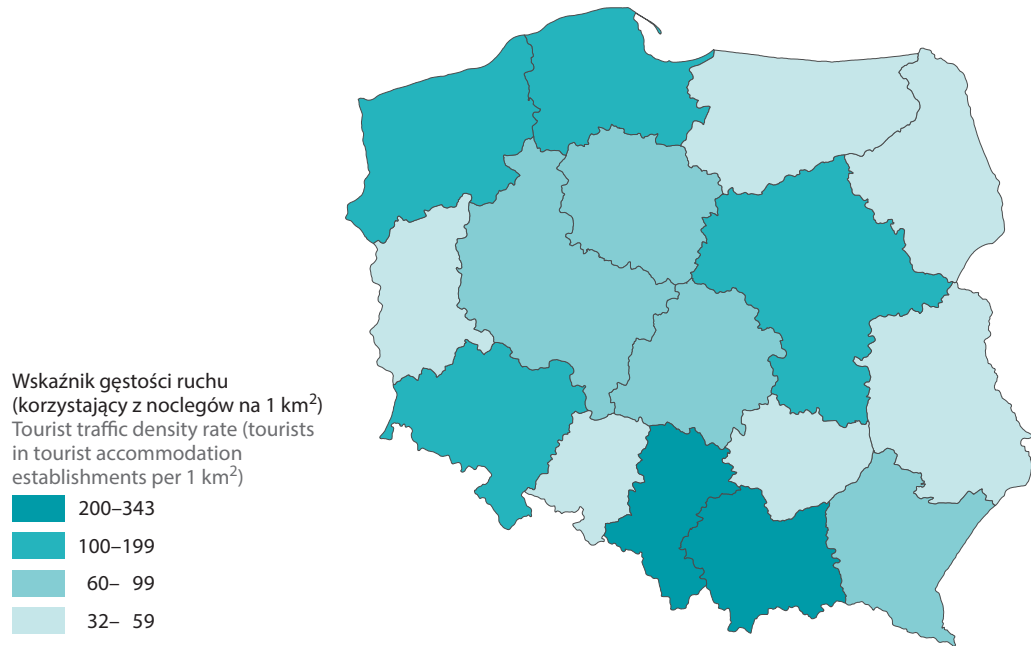 Wskaźnik gęstości ruchu
(korzystający z noclegów na 1 km²)
Tourist traffic density rate (tourists
in tourist accommodation
establishments per 1 km²)
200–343
100–199
60– 99
32– 59